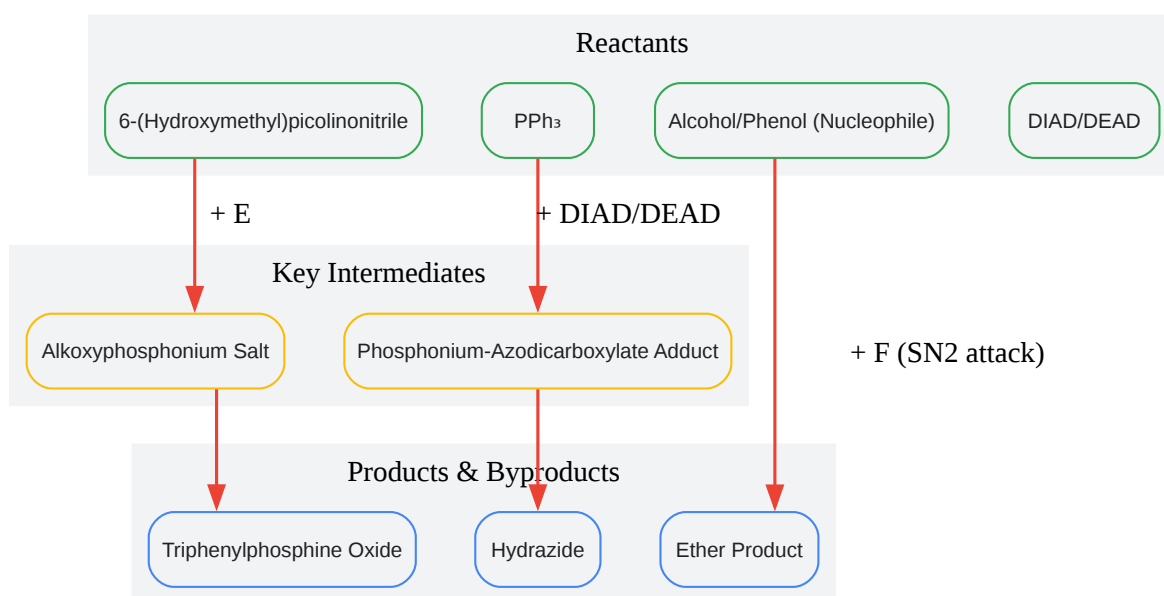 Reactants
6-(Hydroxymethyl)picolinonitrile
PPh₃
Alcohol/Phenol (Nucleophile)
DIAD/DEAD
+ E
+ DIAD/DEAD
Key Intermediates
Alkoxyphosphonium Salt
Phosphonium-Azodicarboxylate Adduct
+ F (SN2 attack)
Products & Byproducts
Triphenylphosphine Oxide
Hydrazide
Ether Product